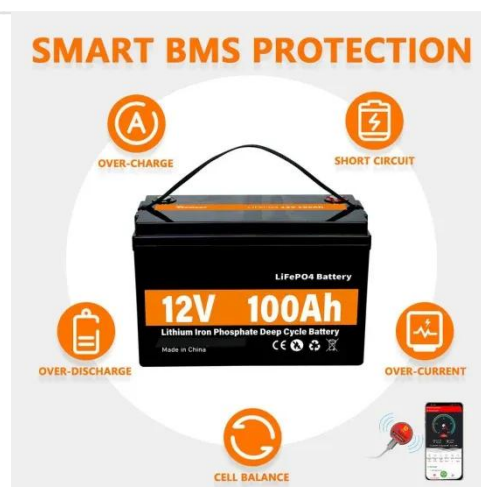 SMART BMS PROTECTION
OVER-CHARGE
SHORT CIRCUIT
LiFePO4 Battery
12V 100Ah
Lithium Iron Phosphate Deep Cycle Battery
Made in China
CE
OVER-DISCHARGE
OVER-CURRENT
CELL BALANCE